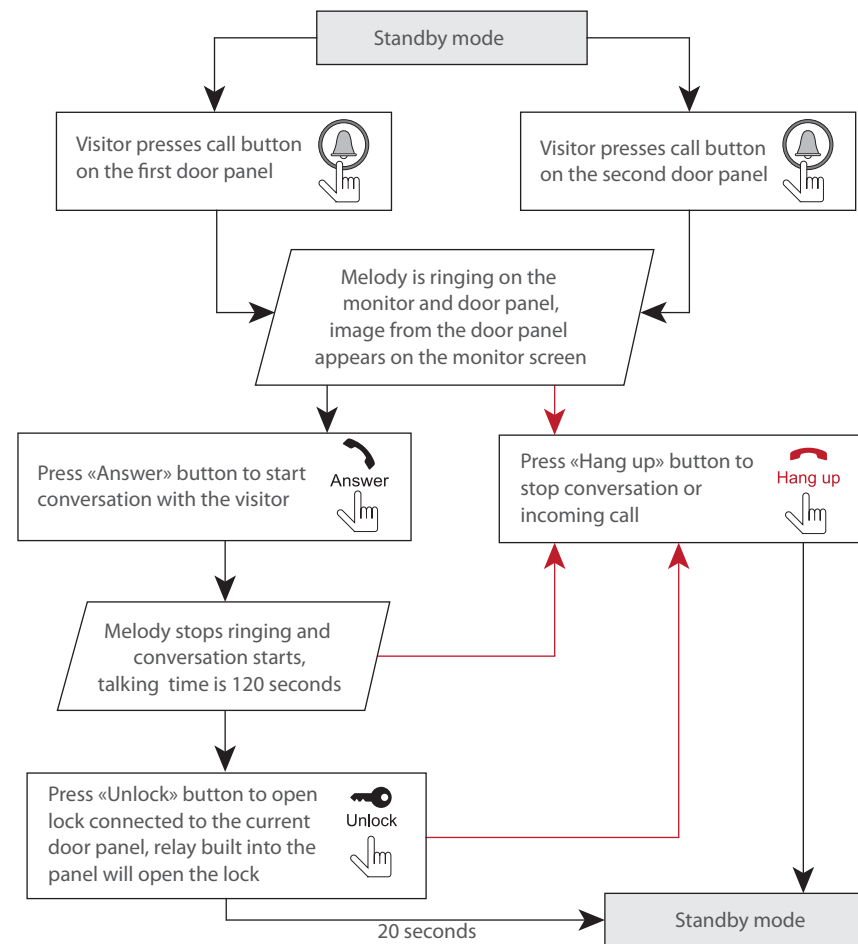 Standby mode
Visitor presses call button
on the first door panel
Visitor presses call button
on the second door panel
Melody is ringing on the
monitor and door panel,
image from the door panel
appears on the monitor screen
Press «Answer» button to start
conversation with the visitor
Answer
Press «Hang up» button to
stop conversation or
incoming call
Hang up
Melody stops ringing and
conversation starts,
talking time is 120 seconds
Press «Unlock» button to open
lock connected to the current
door panel, relay built into the
panel will open the lock
Unlock
20 seconds
Standby mode